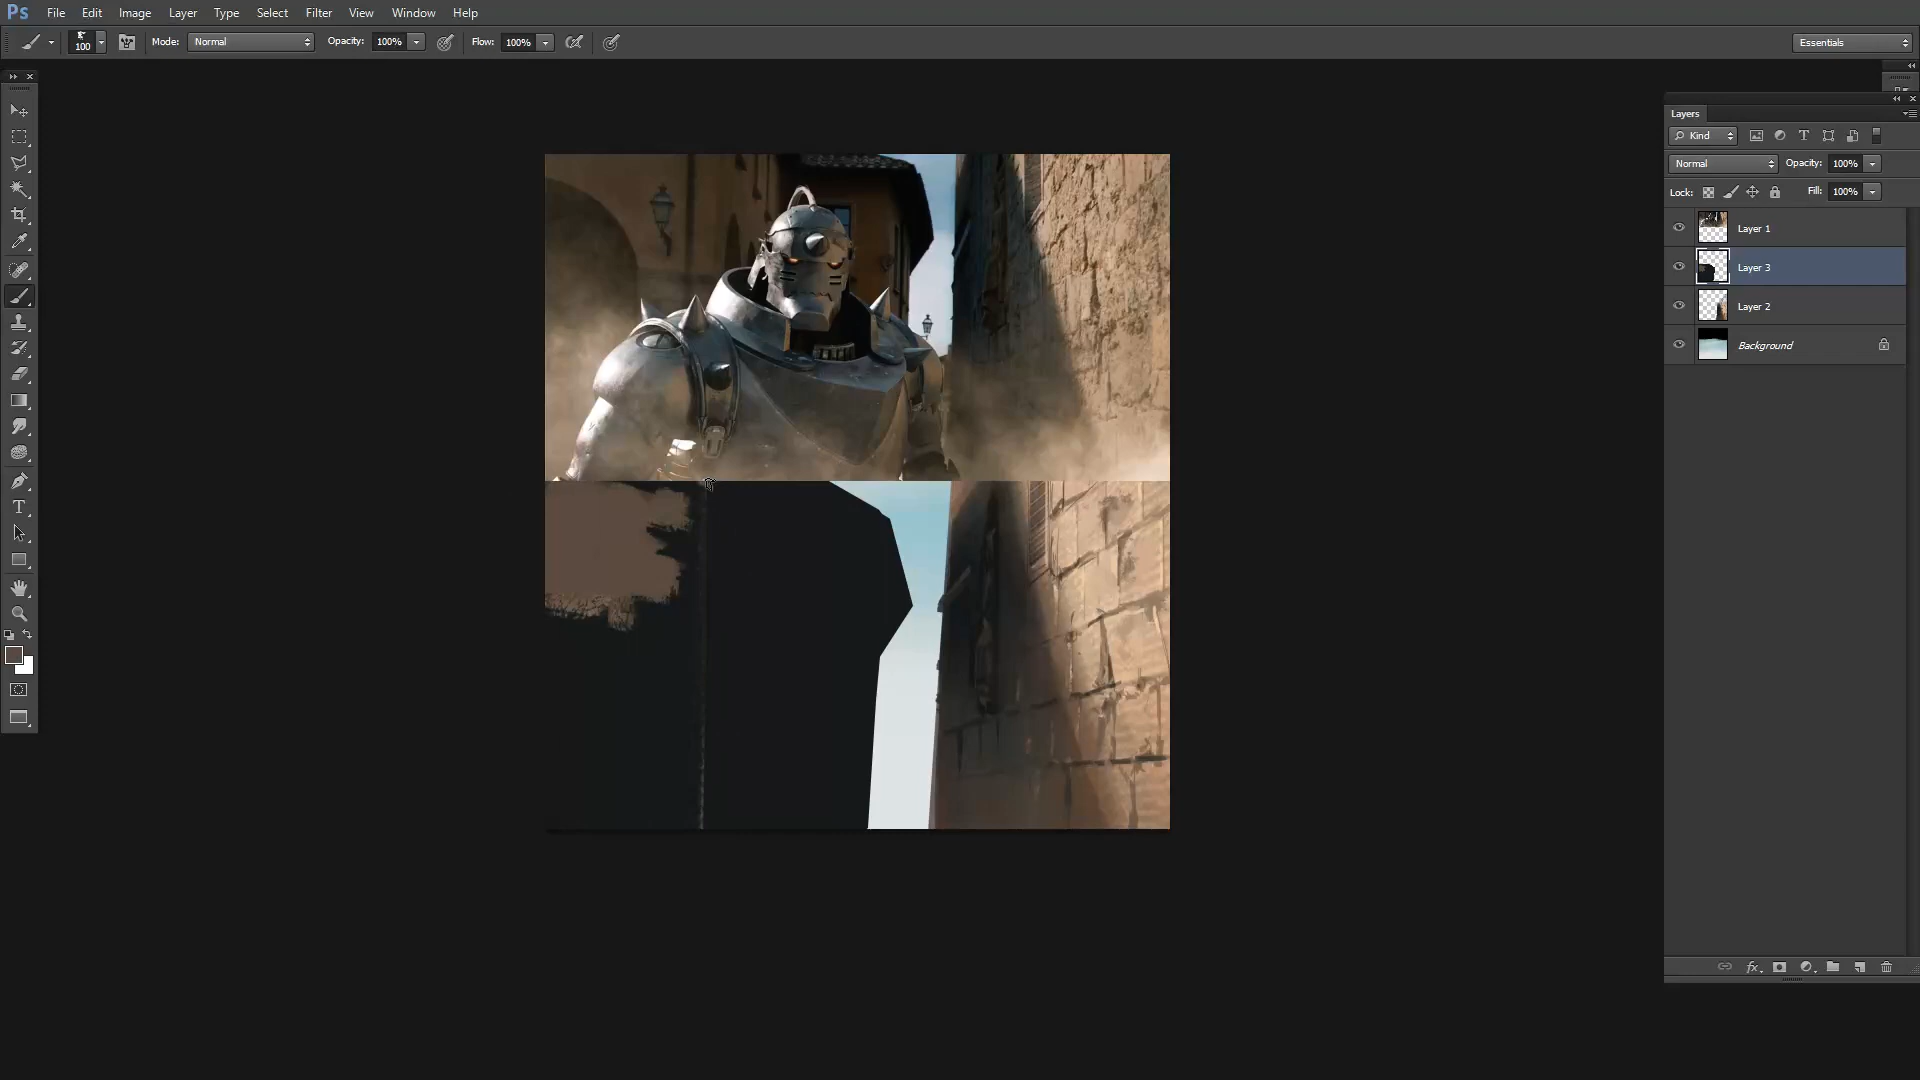 Ps File Edit Image Layer Type Select Filter View Window Help
100 Mode: Normal Opacity: 100% Flow: 100% Essentials
Layers
Kind
Normal Opacity: 100%
Lock: Fill: 100%
Layer 1
Layer 3
Layer 2
Background
T
fx